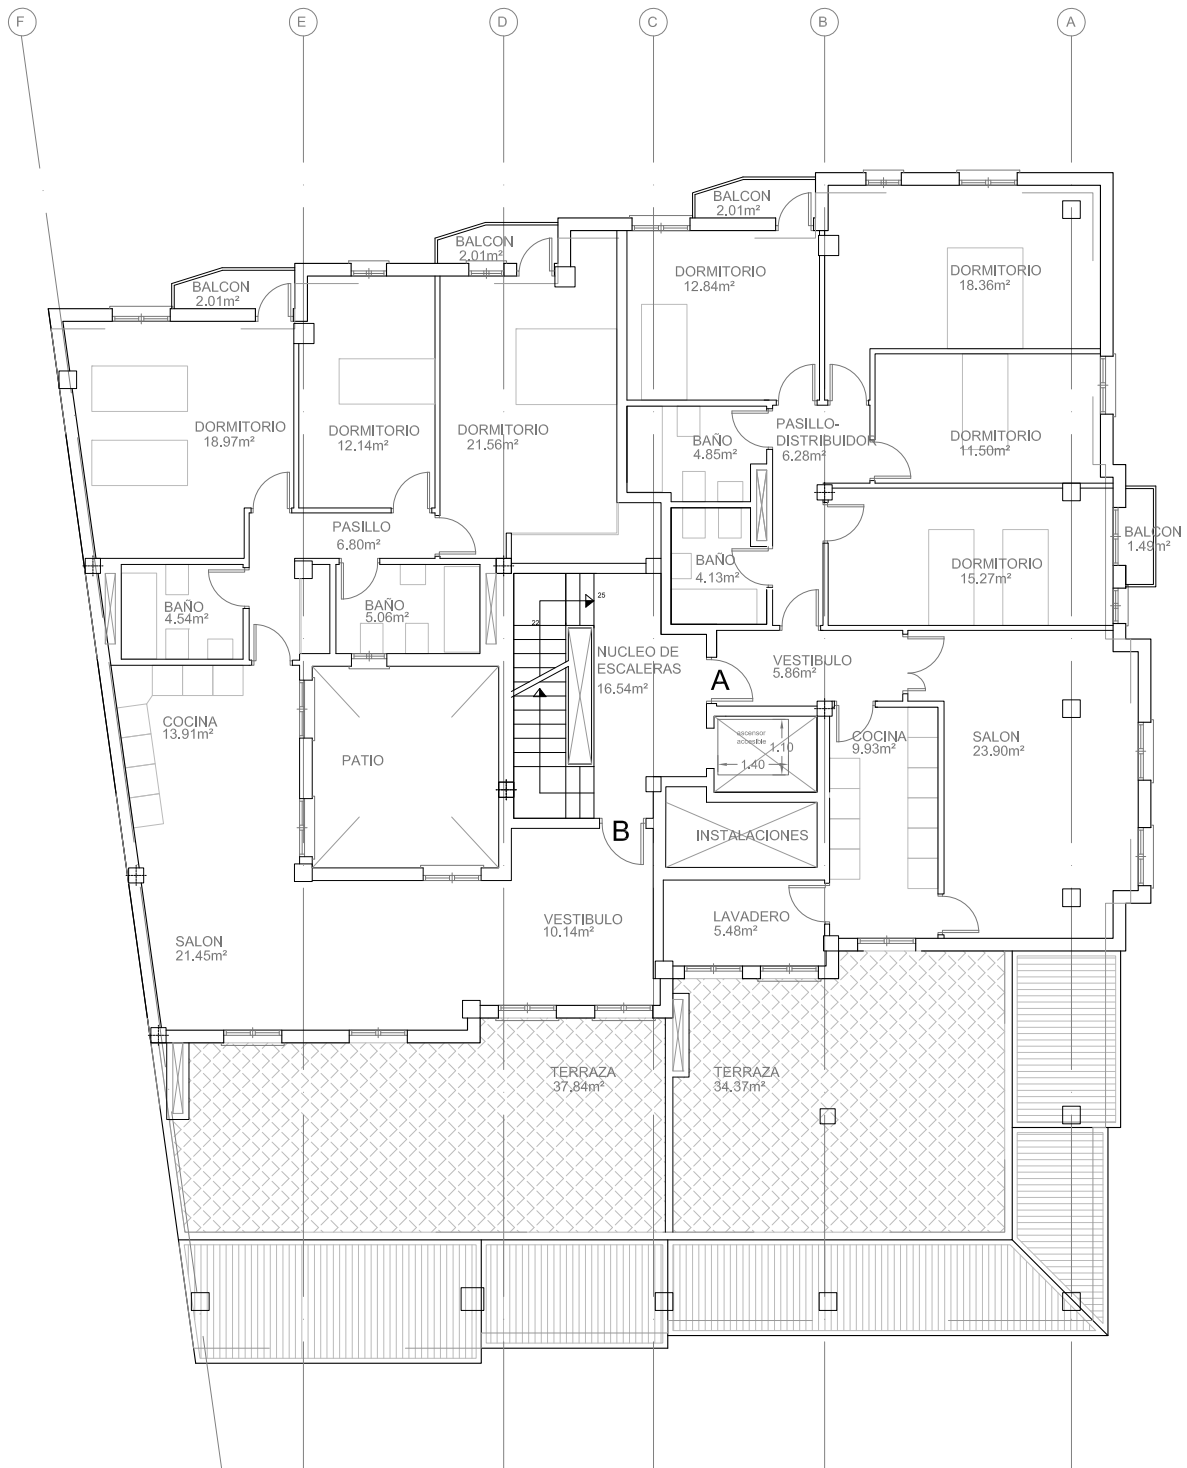 F
E
D
C
B
A
BALCON
2.01m²
BALCON
2.01m²
BALCON
2.01m²
DORMITORIO
12.84m²
DORMITORIO
18.36m²
DORMITORIO
18.97m²
DORMITORIO
12.14m²
DORMITORIO
21.56m²
BAÑO
4.85m²
PASILLO-
DISTRIBUIDOR
6.28m²
DORMITORIO
11.50m²
PASILLO
6.80m²
BALCON
1.49m²
BAÑO
4.13m²
DORMITORIO
15.27m²
BAÑO
4.54m²
BAÑO
5.06m²
25
22
NUCLEO DE
ESCALERAS
16.54m²
A
VESTIBULO
5.86m²
COCINA
13.91m²
PATIO
ascensor
accesible
1.10
1.40
COCINA
9.93m²
SALON
23.90m²
B
INSTALACIONES
VESTIBULO
10.14m²
LAVADERO
5.48m²
SALON
21.45m²
TERRAZA
37.84m²
TERRAZA
34.37m²